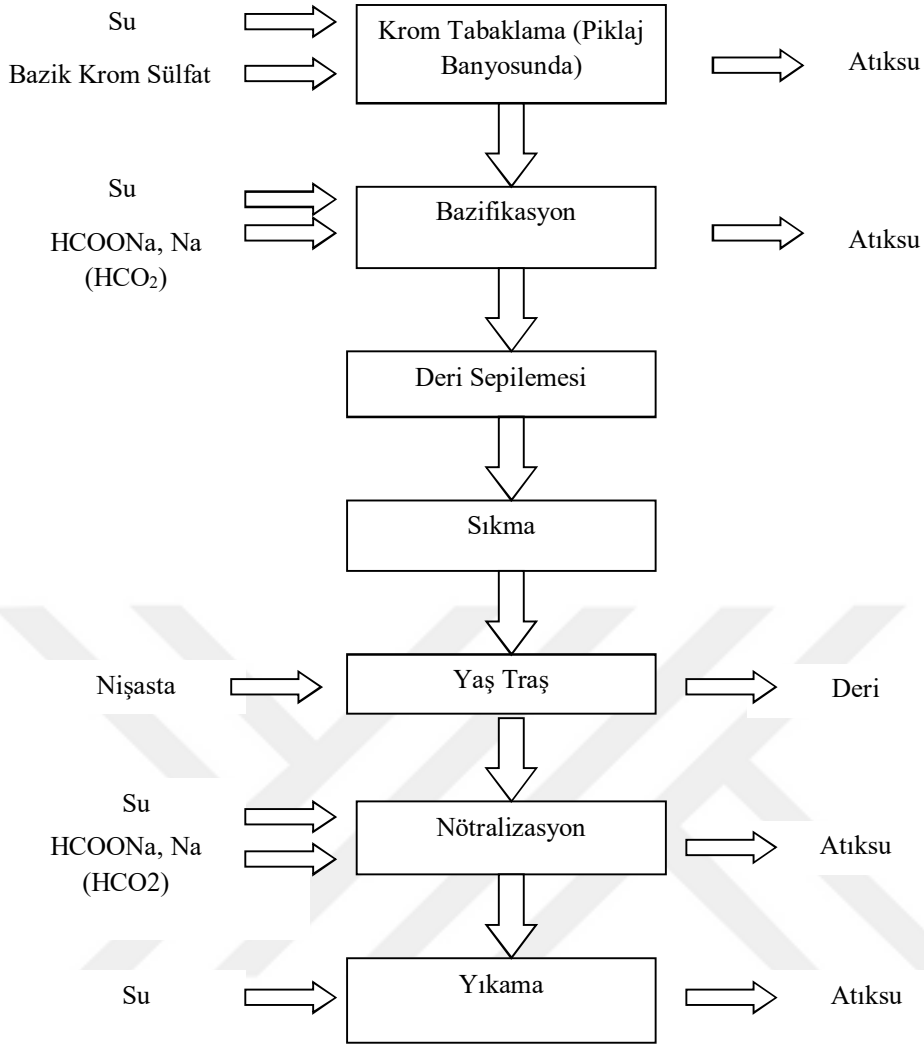 Su
Krom Tabaklama (Piklaj
Banyosunda)
Bazik Krom Sülfat
Atıksu
Su
HCOONa, Na
(HCO₂)
Bazifikasyon
Atıksu
Deri Sepilemesi
Sıkma
Nişasta
Yaş Traş
Deri
Su
HCOONa, Na
(HCO2)
Nötralizasyon
Atıksu
Su
Yıkama
Atıksu